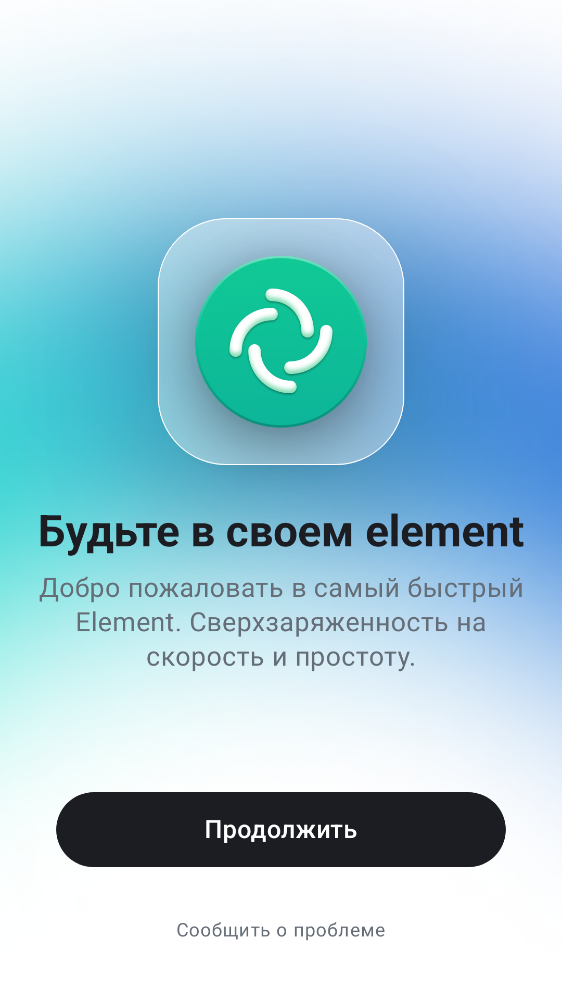 Будьте в своем element
Добро пожаловать в самый быстрый
Element. Сверхзаряженность на
скорость и простоту.
Продолжить
Сообщить о проблеме